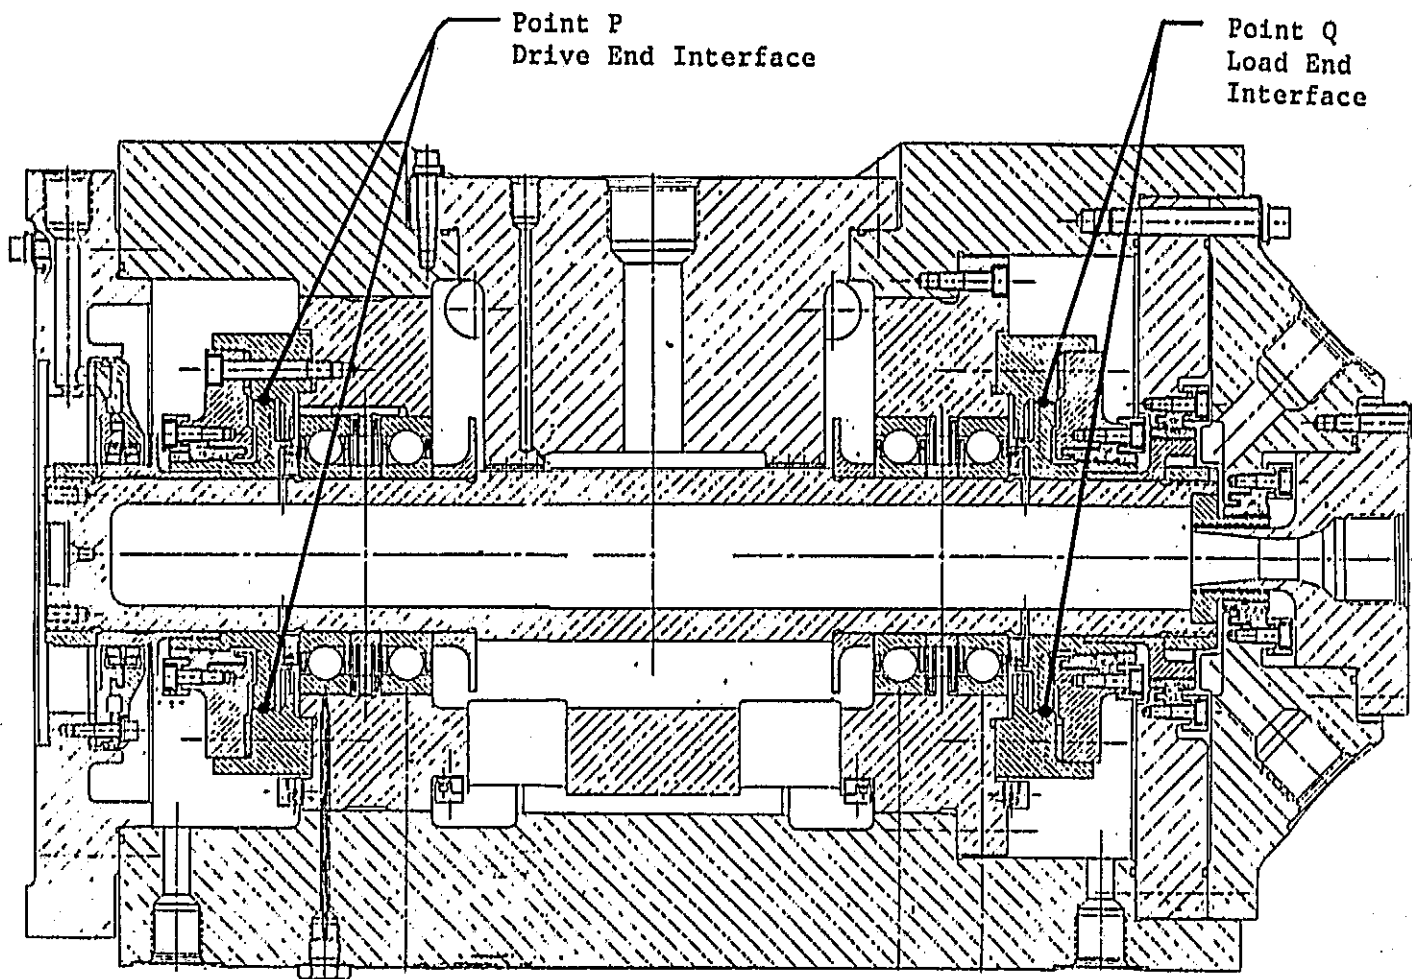 Point P
Drive End Interface
Point Q
Load End
Interface